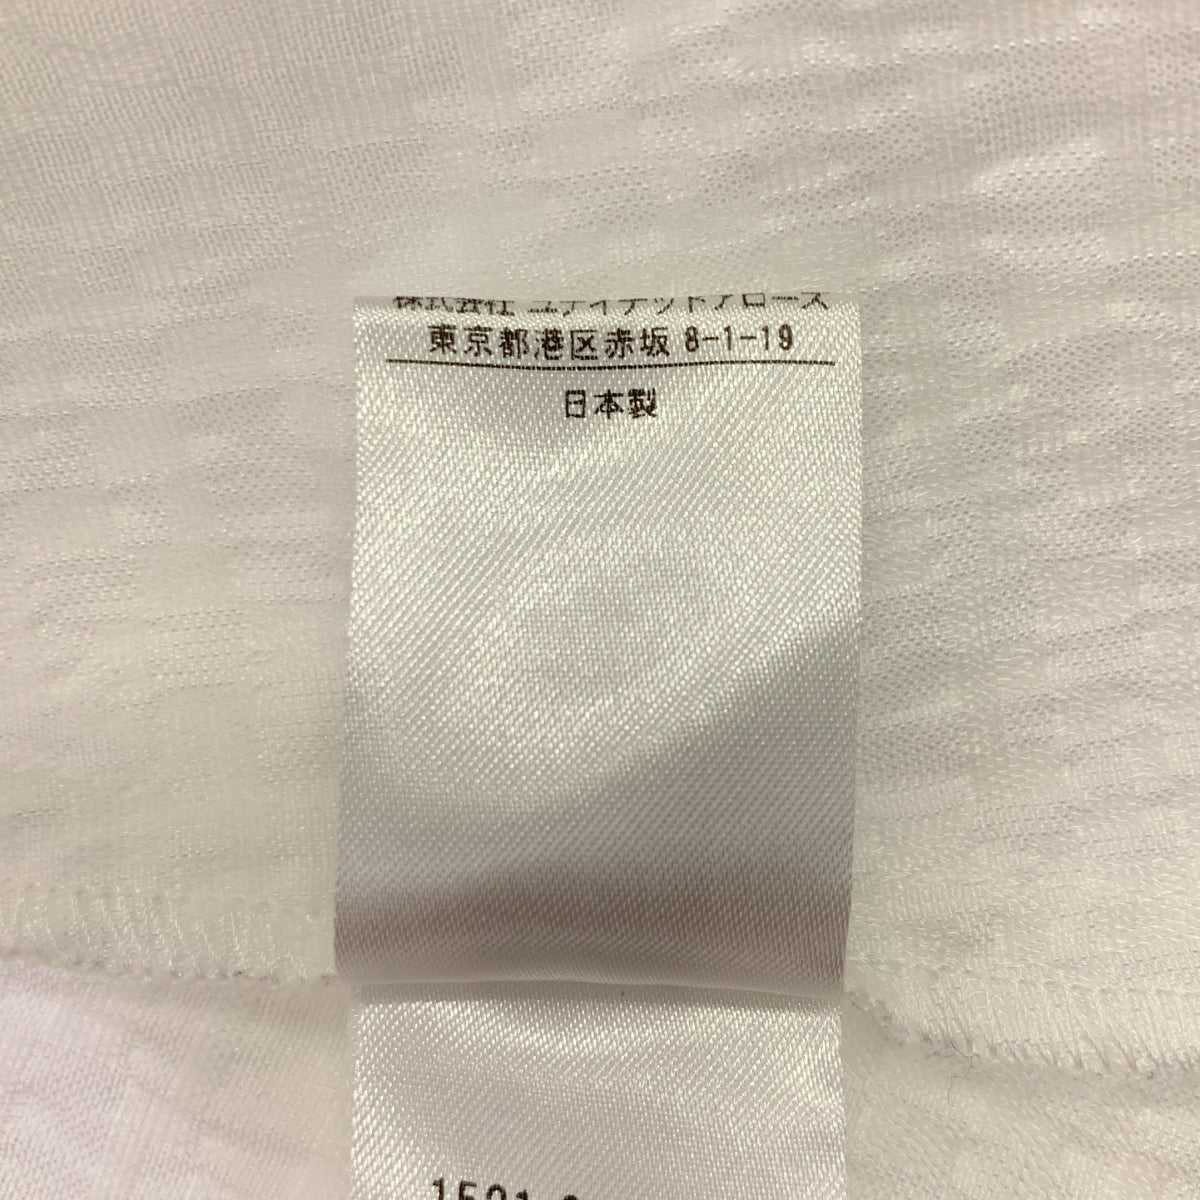 株式会社 ユナイテッドアローズ
東京都港区赤坂 8-1-19
日本製